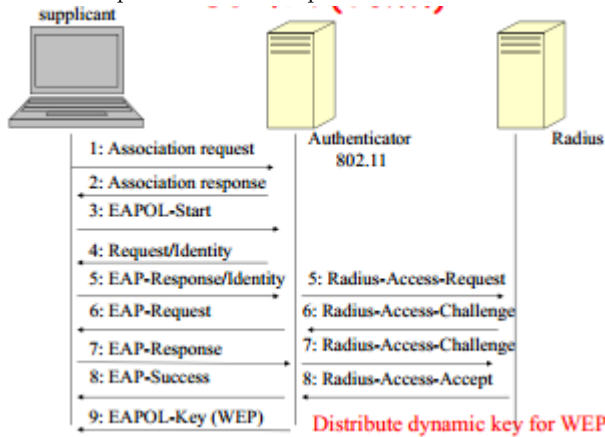 supplicant
Authenticator
802.11
Radius
1: Association request
2: Association response
3: EAPOL-Start
4: Request/Identity
5: EAP-Response/Identity
5: Radius-Access-Request
6: EAP-Request
6: Radius-Access-Challenge
7: EAP-Response
7: Radius-Access-Challenge
8: EAP-Success
8: Radius-Access-Accept
9: EAPOL-Key (WEP)
Distribute dynamic key for WEP